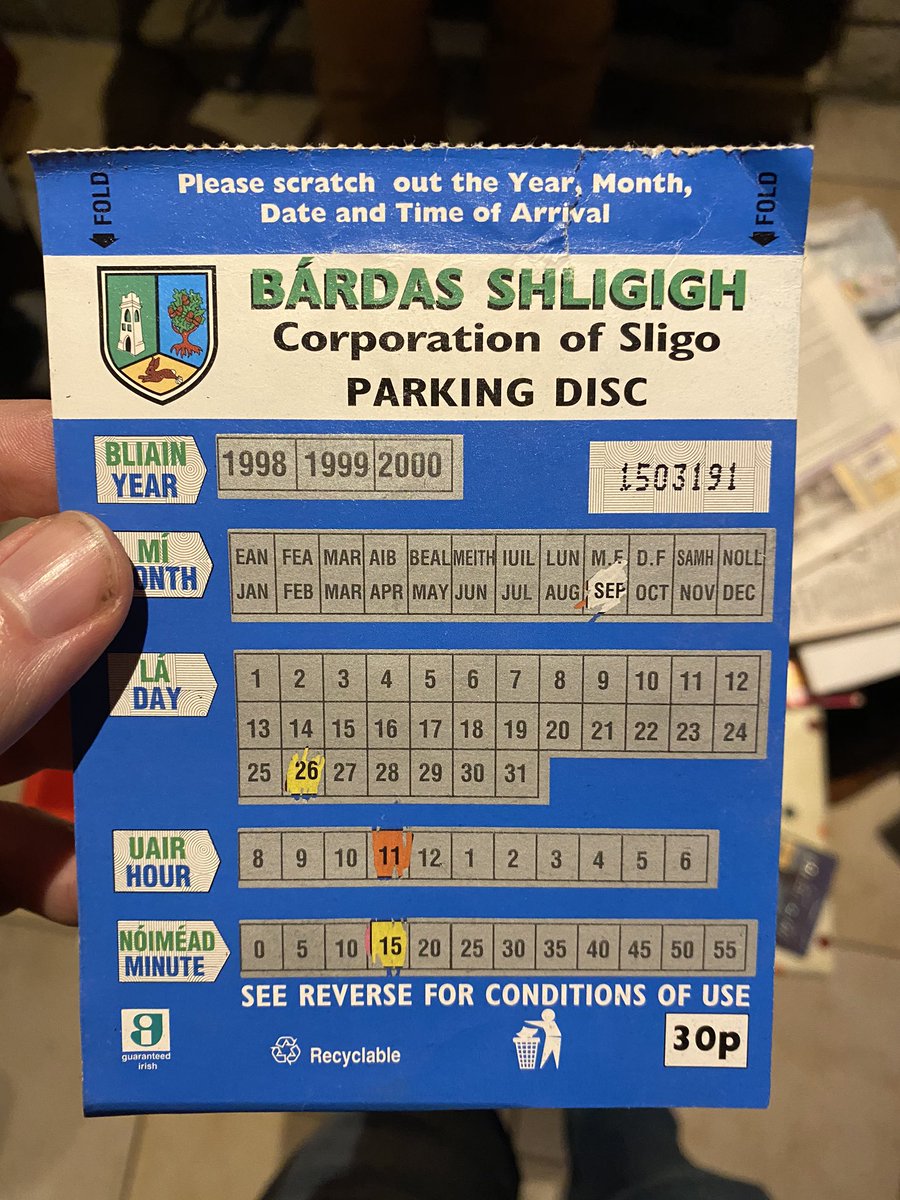 FOLD
Please scratch out the Year, Month,
Date and Time of Arrival
FOLD
BÁRDAS SHLIGIGH
Corporation of Sligo
PARKING DISC
BLIAIN
YEAR
1998 1999 2000
1503191
MÍ
MONTH
EAN FEA MAR AIB BEAL MEITH IUIL LUN M.F D.F SAMH NOLL
JAN FEB MAR APR MAY JUN JUL AUG SEP OCT NOV DEC
LÁ
DAY
1 2 3 4 5 6 7 8 9 10 11 12
13 14 15 16 17 18 19 20 21 22 23 24
25 26 27 28 29 30 31
UAIR
HOUR
8 9 10 11 12 1 2 3 4 5 6
NÓIMÉAD
MINUTE
0 5 10 15 20 25 30 35 40 45 50 55
SEE REVERSE FOR CONDITIONS OF USE
guaranteed
irish
Recyclable
30p